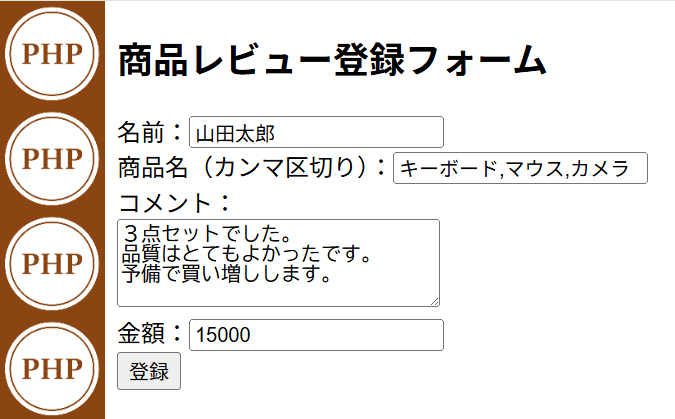 PHP
PHP
PHP
PHP
商品レビュー登録フォーム
名前：山田太郎
商品名（カンマ区切り）：キーボード,マウス,カメラ
コメント：
３点セットでした。
品質はとてもよかったです。
予備で買い増しします。
金額：15000
登録